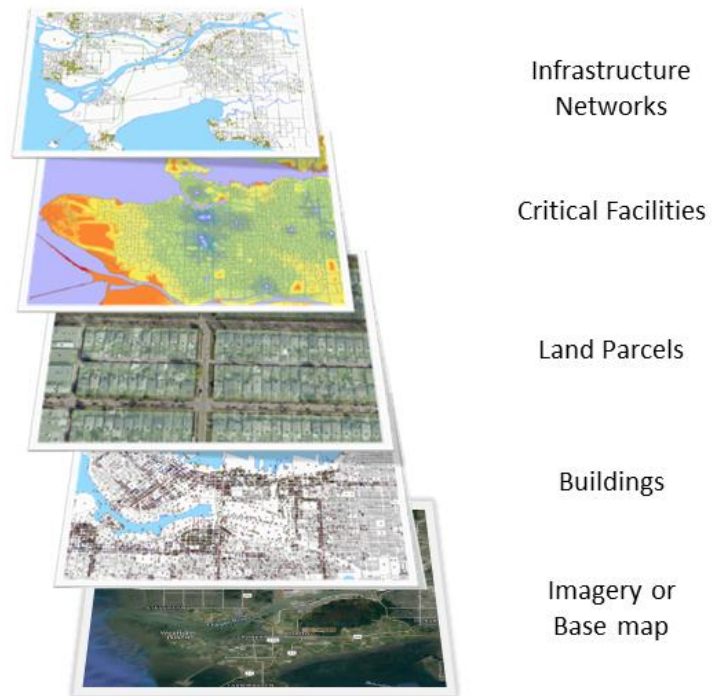 Infrastructure
Networks
Critical Facilities
Land Parcels
Buildings
Imagery or
Base map